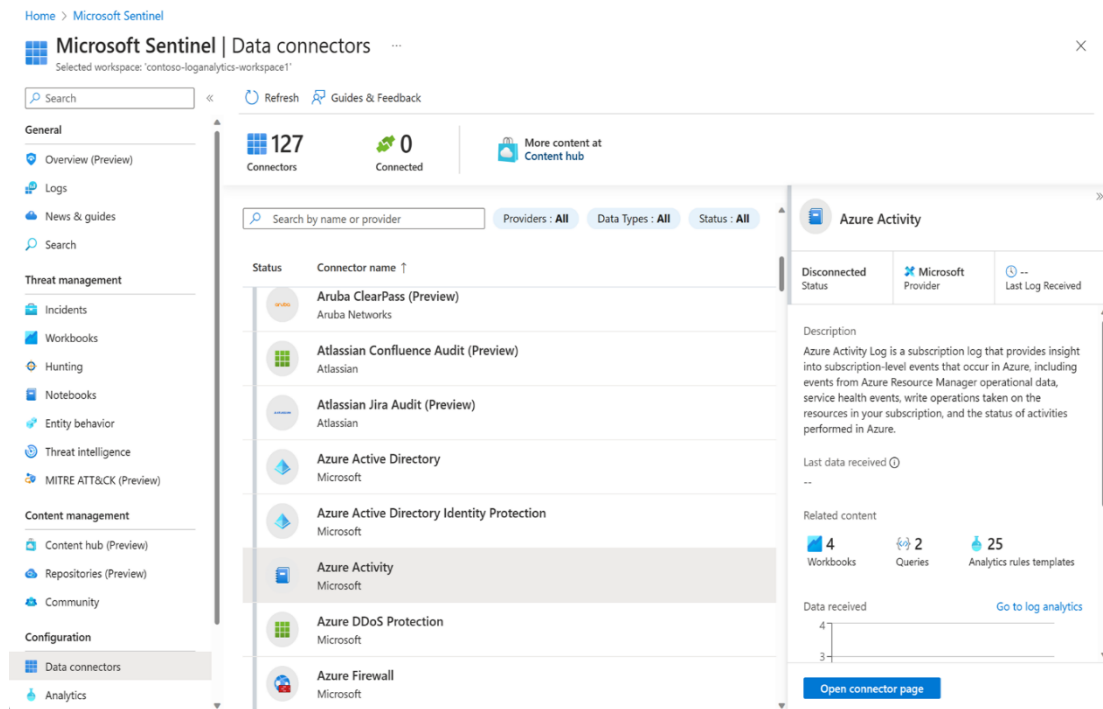 Home > Microsoft Sentinel
Microsoft Sentinel | Data connectors ...
Selected workspace: 'contoso-loganalytics-workspace1'
Search
«
Refresh
Guides & Feedback
General
Overview (Preview)
Logs
News & guides
Search
Threat management
Incidents
Workbooks
Hunting
Notebooks
Entity behavior
Threat intelligence
MITRE ATT&CK (Preview)
Content management
Content hub (Preview)
Repositories (Preview)
Community
Configuration
Data connectors
Analytics
127
Connectors
0
Connected
More content at
Content hub
Search by name or provider
Providers : All
Data Types : All
Status : All
Status
Connector name ↑
Aruba ClearPass (Preview)
Aruba Networks
Atlassian Confluence Audit (Preview)
Atlassian
Atlassian Jira Audit (Preview)
Atlassian
Azure Active Directory
Microsoft
Azure Active Directory Identity Protection
Microsoft
Azure Activity
Microsoft
Azure DDoS Protection
Microsoft
Azure Firewall
Microsoft
»
Azure Activity
Disconnected
Status
Microsoft
Provider
--
Last Log Received
Description
Azure Activity Log is a subscription log that provides insight
into subscription-level events that occur in Azure, including
events from Azure Resource Manager operational data,
service health events, write operations taken on the
resources in your subscription, and the status of activities
performed in Azure.
Last data received
--
Related content
4
Workbooks
2
Queries
25
Analytics rules templates
Data received
Go to log analytics
4
3
Open connector page